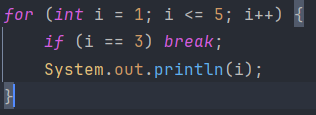 for (int i = 1; i <= 5; i++) {
    if (i == 3) break;
    System.out.println(i);
}